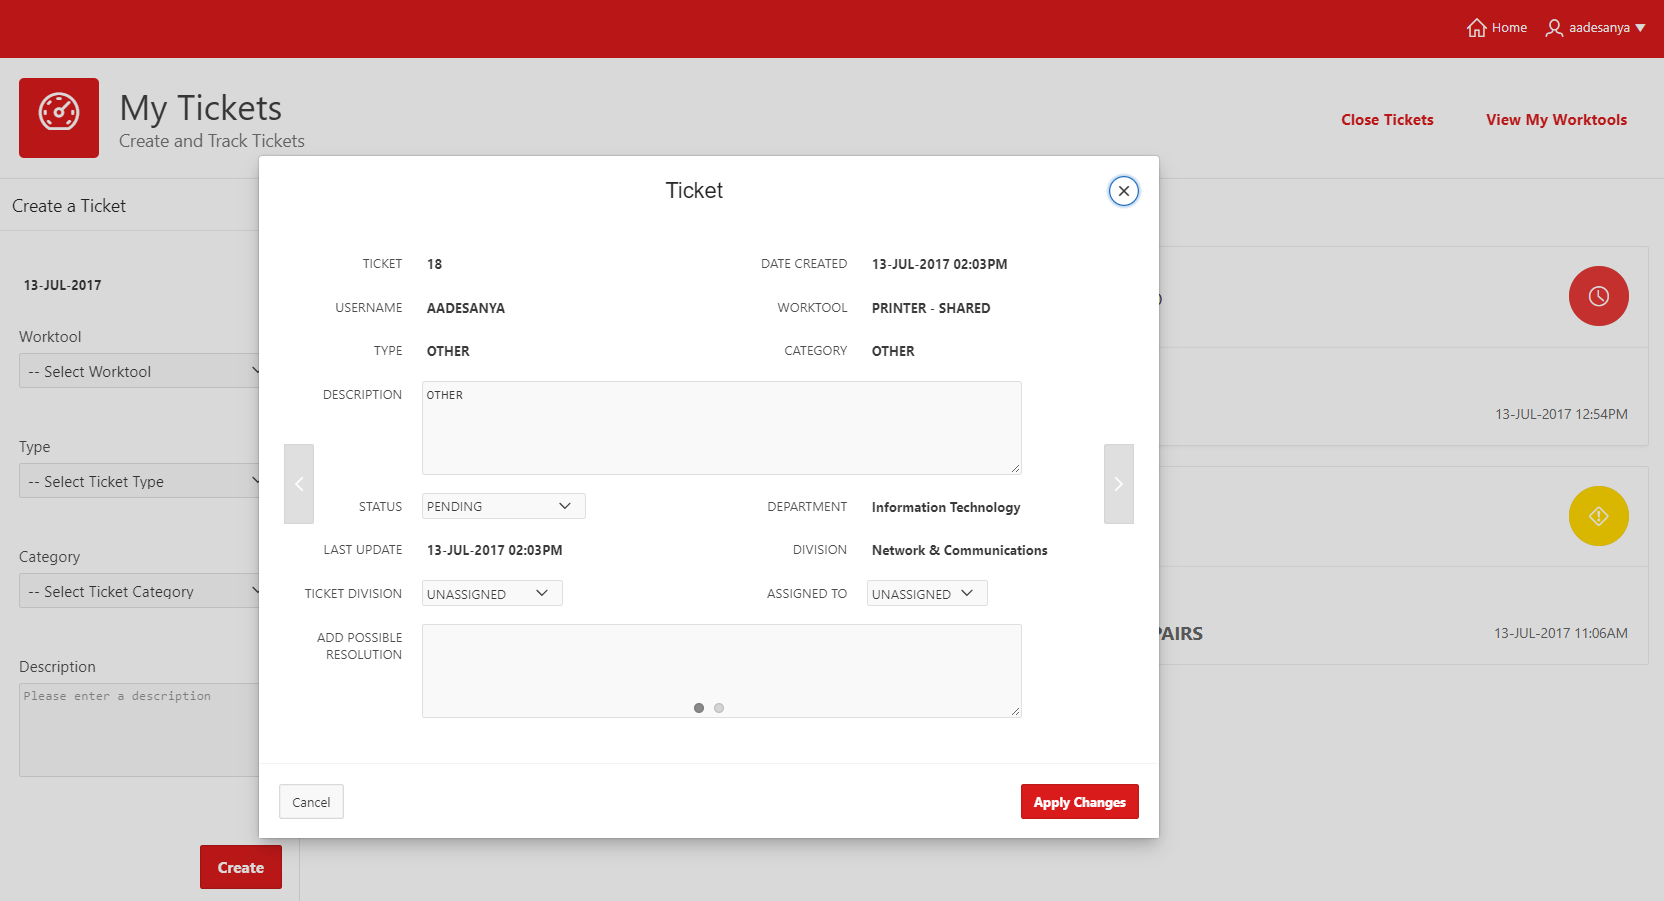 Home aadesanya
My Tickets
Create and Track Tickets
Close Tickets View My Worktools
Create a Ticket
13-JUL-2017
Worktool
-- Select Worktool
Type
-- Select Ticket Type
Category
-- Select Ticket Category
Description
Please enter a description
Create
Ticket
TICKET 18 DATE CREATED 13-JUL-2017 02:03PM
USERNAME AADESANYA WORKTOOL PRINTER - SHARED
TYPE OTHER CATEGORY OTHER
DESCRIPTION OTHER
STATUS PENDING DEPARTMENT Information Technology
LAST UPDATE 13-JUL-2017 02:03PM DIVISION Network & Communications
TICKET DIVISION UNASSIGNED ASSIGNED TO UNASSIGNED
ADD POSSIBLE
RESOLUTION
Cancel Apply Changes
13-JUL-2017 12:54PM
PAIRS 13-JUL-2017 11:06AM